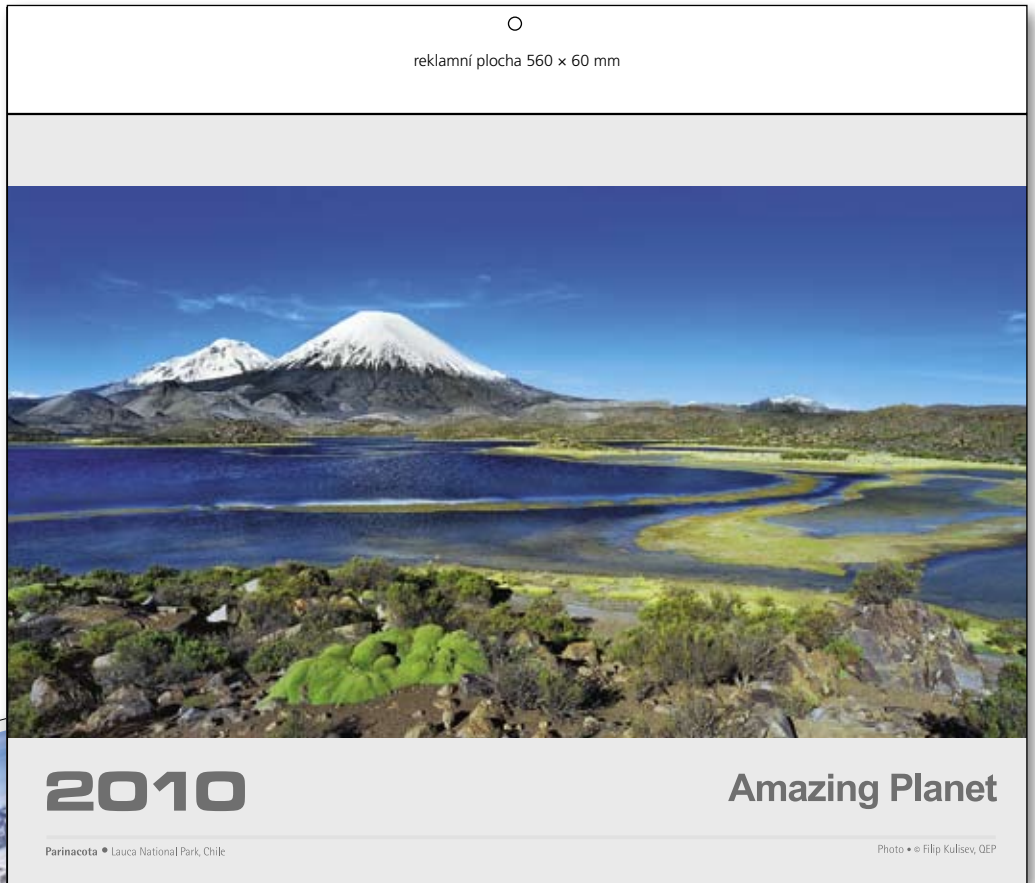 reklamní plocha 560 × 60 mm
2010
Amazing Planet
Parinacota • Lauca National Park, Chile
Photo • © Filip Kulisev, QEP